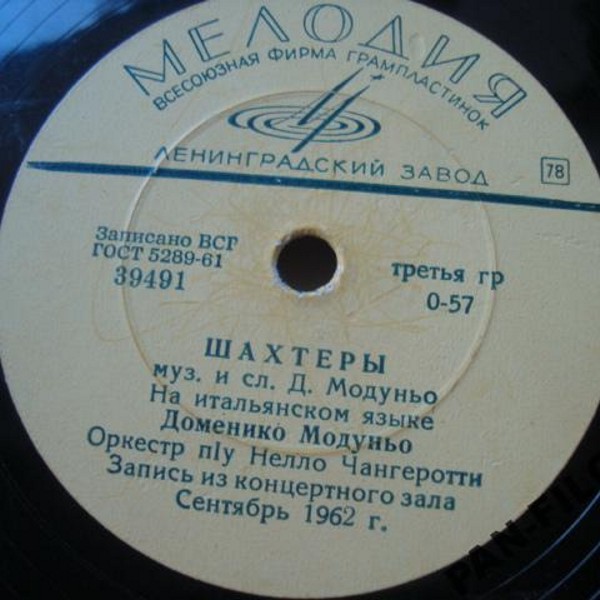 МЕЛОДИЯ
ВСЕСОЮЗНАЯ ФИРМА ГРАМПЛАСТИНОК
ЛЕНИНГРАДСКИЙ ЗАВОД
78
Записано ВСГ
ГОСТ 5289-61
39491
третья гр
0-57
ШАХТЕРЫ
муз. и сл. Д. Модуньо
На итальянском языке
Доменико Модуньо
Оркестр п/у Нелло Чангеротти
Запись из концертного зала
Сентябрь 1962 г.